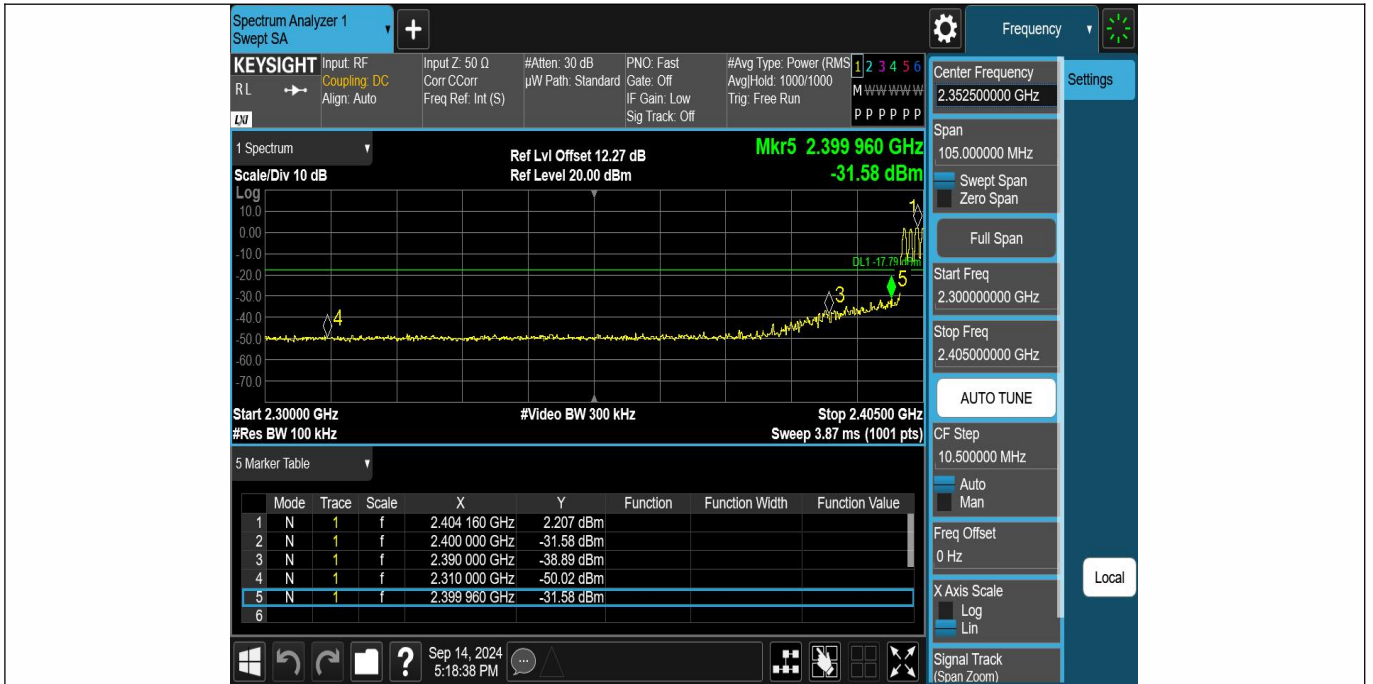 Spectrum Analyzer 1
Swept SA
+
Frequency
KEYSIGHT
RL
LXI
Input: RF
Coupling: DC
Align: Auto
Input Z: 50 Ω
Corr CCorr
Freq Ref: Int (S)
#Atten: 30 dB
µW Path: Standard
PNO: Fast
Gate: Off
IF Gain: Low
Sig Track: Off
#Avg Type: Power (RMS
Avg|Hold: 1000/1000
Trig: Free Run
1 2 3 4 5 6
M W W W W W
P P P P P P
1 Spectrum
Scale/Div 10 dB
Ref Lvl Offset 12.27 dB
Ref Level 20.00 dBm
Mkr5 2.399 960 GHz
-31.58 dBm
Log
10.0
0.00
-10.0
-20.0
-30.0
-40.0
-50.0
-60.0
-70.0
1
DL1 -17.79 dBm
5
3
4
Start 2.30000 GHz
#Video BW 300 kHz
Stop 2.40500 GHz
#Res BW 100 kHz
Sweep 3.87 ms (1001 pts)
5 Marker Table
Mode Trace Scale X Y Function Function Width Function Value
1 N 1 f 2.404 160 GHz 2.207 dBm
2 N 1 f 2.400 000 GHz -31.58 dBm
3 N 1 f 2.390 000 GHz -38.89 dBm
4 N 1 f 2.310 000 GHz -50.02 dBm
5 N 1 f 2.399 960 GHz -31.58 dBm
6
Center Frequency
2.352500000 GHz
Settings
Span
105.000000 MHz
Swept Span
Zero Span
Full Span
Start Freq
2.300000000 GHz
Stop Freq
2.405000000 GHz
AUTO TUNE
CF Step
10.500000 MHz
Auto
Man
Freq Offset
0 Hz
X Axis Scale
Log
Lin
Local
Signal Track
(Span Zoom)
?
Sep 14, 2024
5:18:38 PM